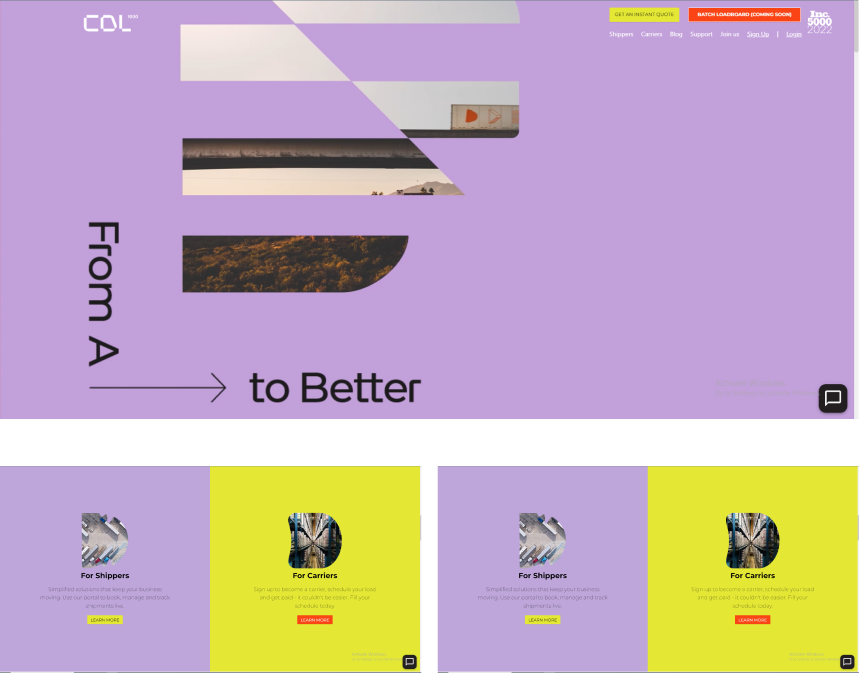 CDL
1000
GET AN INSTANT QUOTE
BATCH LOADBOARD (COMING SOON)
Inc.
5000
2022
Shippers Carriers Blog Support Join us Sign Up | Login
From A
to Better
For Shippers
Simplified solutions that keep your business
moving. Use our portal to book, manage and track
shipments live.
LEARN MORE
For Carriers
Sign up to become a carrier, schedule your load
and get paid - it couldn't be easier. Fill your
schedule today.
LEARN MORE
For Shippers
Simplified solutions that keep your business
moving. Use our portal to book, manage and track
shipments live.
LEARN MORE
For Carriers
Sign up to become a carrier, schedule your load
and get paid - it couldn't be easier. Fill your
schedule today.
LEARN MORE